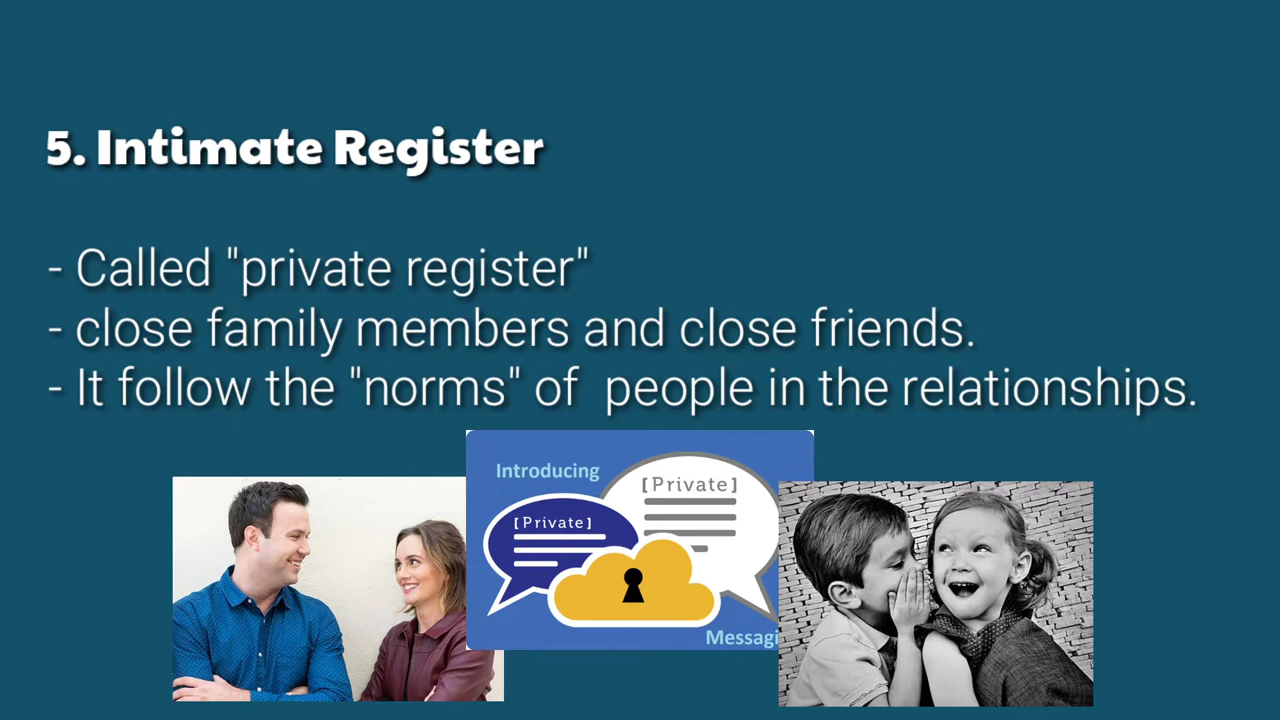 5. Intimate Register
- Called "private register"
- close family members and close friends.
- It follow the "norms" of  people in the relationships.
Introducing
[Private]
[Private]
Messagi